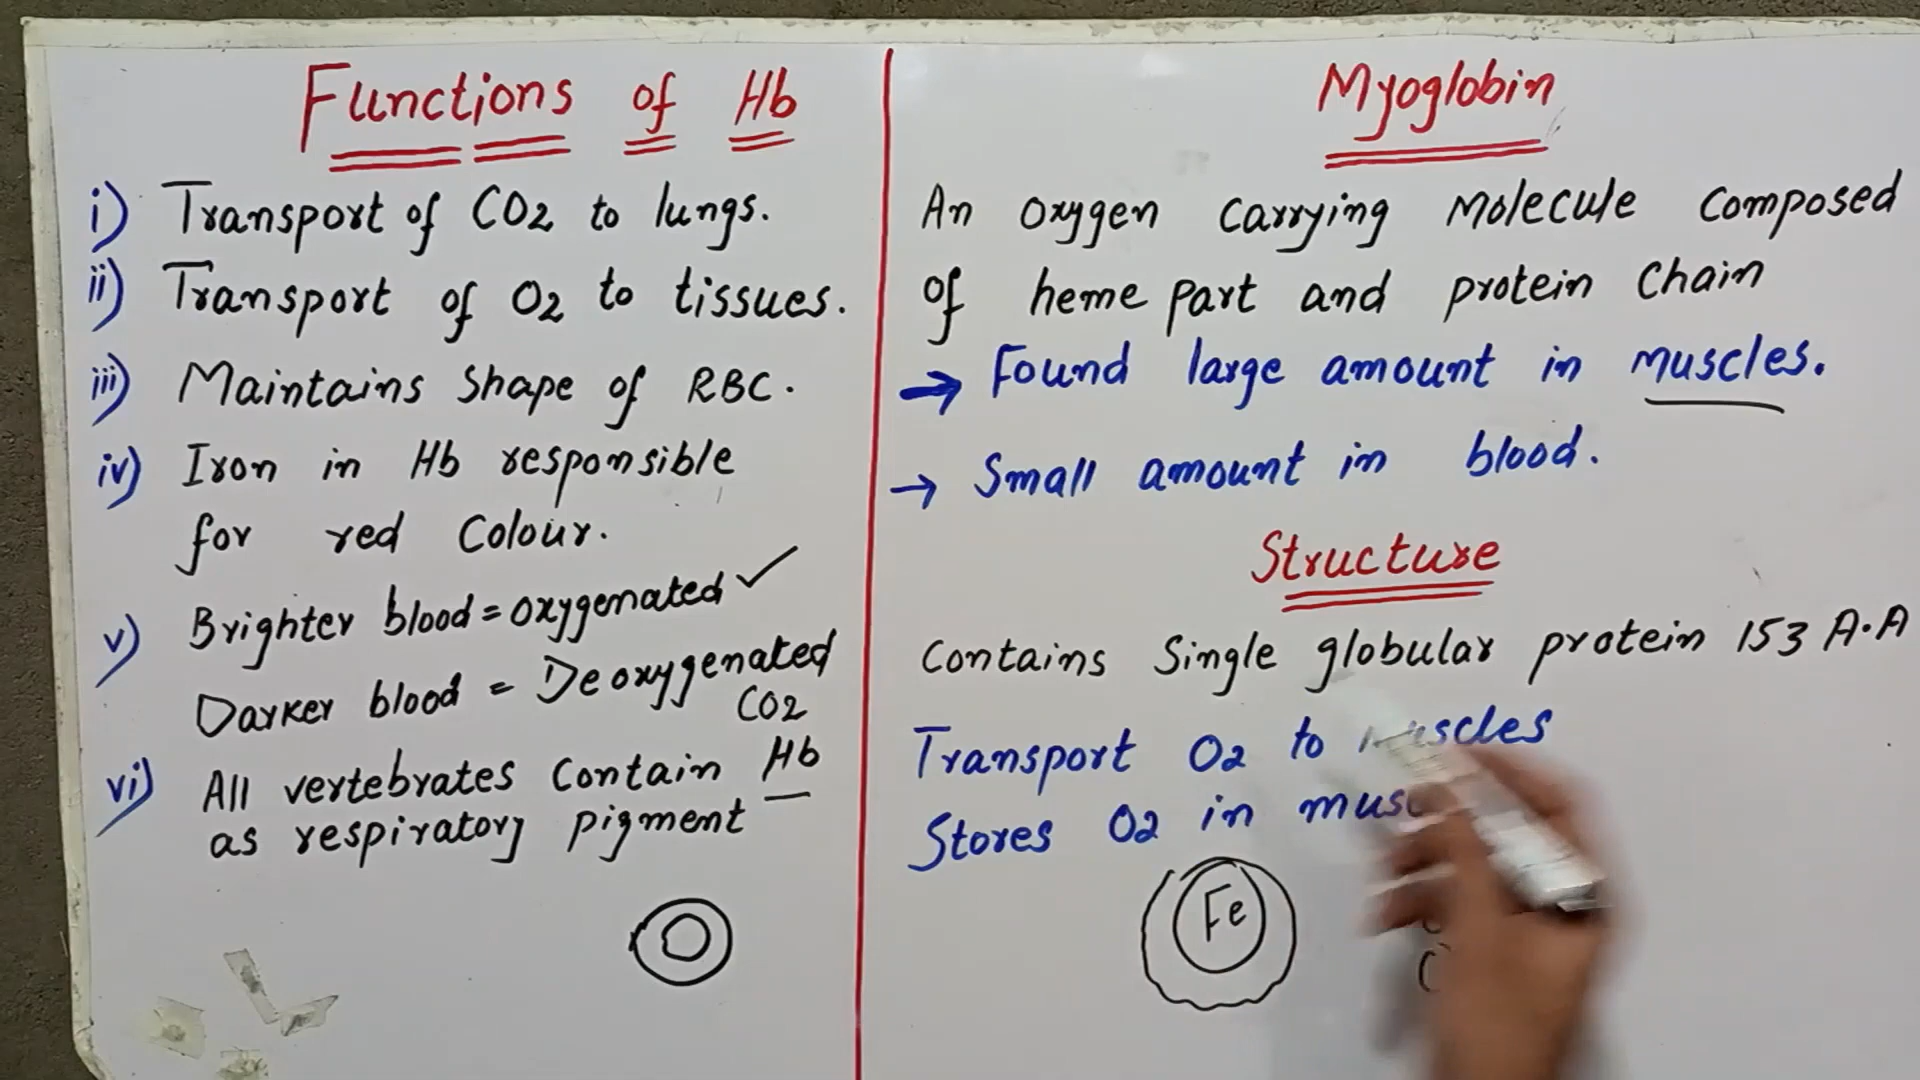 Functions of Hb
i) Transport of CO2 to lungs.
ii) Transport of O2 to tissues.
iii) Maintains Shape of RBC.
iv) Iron in Hb responsible
for red Colour.
v) Brighter blood = oxygenated ✓
Darker blood = Deoxygenated
CO2
vi) All vertebrates Contain Hb
as respiratory pigment
Myoglobin
An oxygen Carrying Molecule Composed
of heme part and protein Chain
→ Found large amount in muscles.
→ Small amount in blood.
Structure
Contains Single globular protein 153 A.A
Transport O2 to muscles
Stores O2 in
Fe